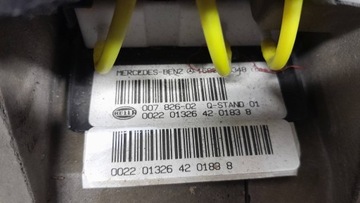 MERCEDES-BENZ
HELLA
007 826-02 Q-STAND 01
0022 01326 42 0183 8
0022 01326 42 0183 8